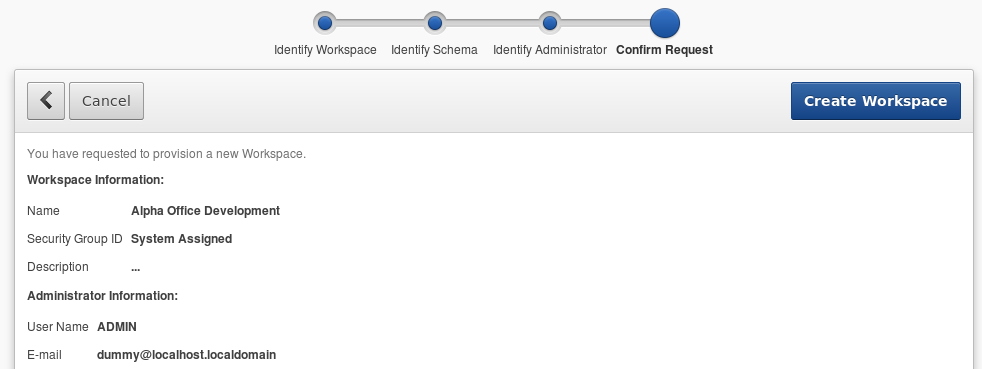 Identify Workspace Identify Schema Identify Administrator Confirm Request
Cancel Create Workspace
You have requested to provision a new Workspace.
Workspace Information:
Name Alpha Office Development
Security Group ID System Assigned
Description ...
Administrator Information:
User Name ADMIN
E-mail dummy@localhost.localdomain